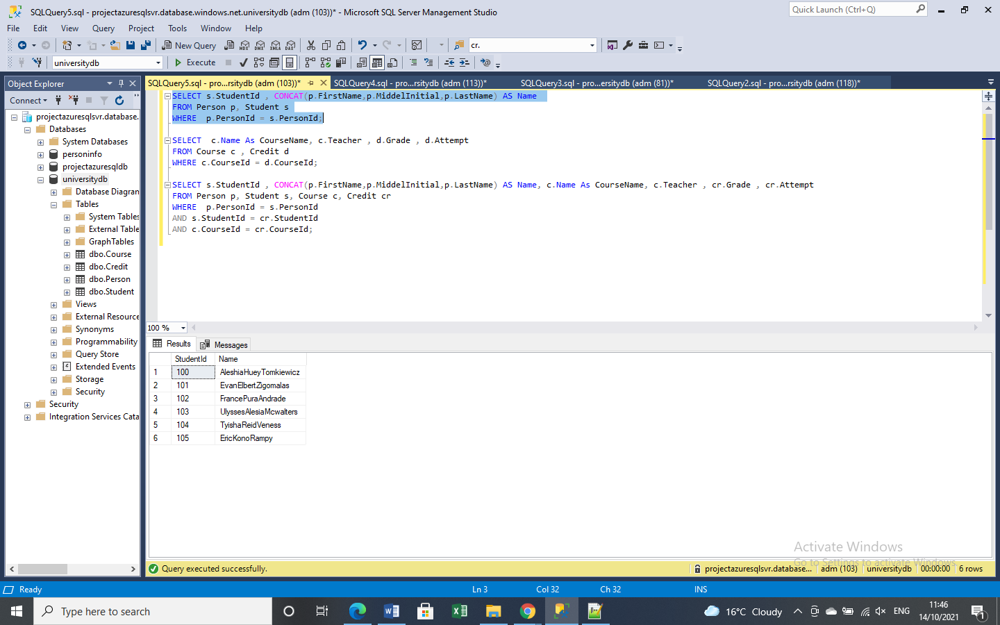 SQLQuery5.sql - projectazuresqlsvr.database.windows.net.universitydb (adm (103))* - Microsoft SQL Server Management Studio
Quick Launch (Ctrl+Q)
File Edit View Query Project Tools Window Help
New Query MDX DMX XMLA DAX cr.
universitydb Execute
Object Explorer
Connect
projectazuresqlsvr.database.
Databases
System Databases
personinfo
projectazuresqldb
universitydb
Database Diagran
Tables
System Tables
External Table
GraphTables
dbo.Course
dbo.Credit
dbo.Person
dbo.Student
Views
External Resource
Synonyms
Programmability
Query Store
Extended Events
Storage
Security
Security
Integration Services Cata
SQLQuery5.sql - pro...rsitydb (adm (103))* SQLQuery4.sql - pro...rsitydb (adm (113))* SQLQuery3.sql - pro...ersitydb (adm (81))* SQLQuery2.sql - pro...rsitydb (adm (118))*
SELECT s.StudentId , CONCAT(p.FirstName,p.MiddelInitial,p.LastName) AS Name
FROM Person p, Student s
WHERE p.PersonId = s.PersonId;
SELECT c.Name As CourseName, c.Teacher , d.Grade , d.Attempt
FROM Course c , Credit d
WHERE c.CourseId = d.CourseId;
SELECT s.StudentId , CONCAT(p.FirstName,p.MiddelInitial,p.LastName) AS Name, c.Name As CourseName, c.Teacher , cr.Grade , cr.Attempt
FROM Person p, Student s, Course c, Credit cr
WHERE p.PersonId = s.PersonId
AND s.StudentId = cr.StudentId
AND c.CourseId = cr.CourseId;
100 %
Results Messages
StudentId Name
1 100 AleshiaHueyTomkiewicz
2 101 EvanElbertZigomalas
3 102 FrancePuraAndrade
4 103 UlyssesAlesiaMcwalters
5 104 TyishaReidVeness
6 105 EricKonoRampy
Activate Windows
Go to Settings to activate Windows.
Query executed successfully. projectazuresqlsvr.database... adm (103) universitydb 00:00:00 6 rows
Ready Ln 3 Col 32 Ch 32 INS
Type here to search 16°C Cloudy ENG 11:46
14/10/2021
1